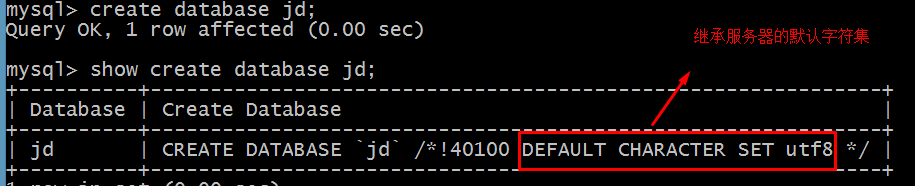 mysql> create database jd;
Query OK, 1 row affected (0.00 sec)
继承服务器的默认字符集
mysql> show create database jd;
+----------+-------------------------------------------------------------+
| Database | Create Database                                             |
+----------+-------------------------------------------------------------+
| jd       | CREATE DATABASE `jd` /*!40100 DEFAULT CHARACTER SET utf8 */ |
+----------+-------------------------------------------------------------+
1 row in set (0.00 sec)